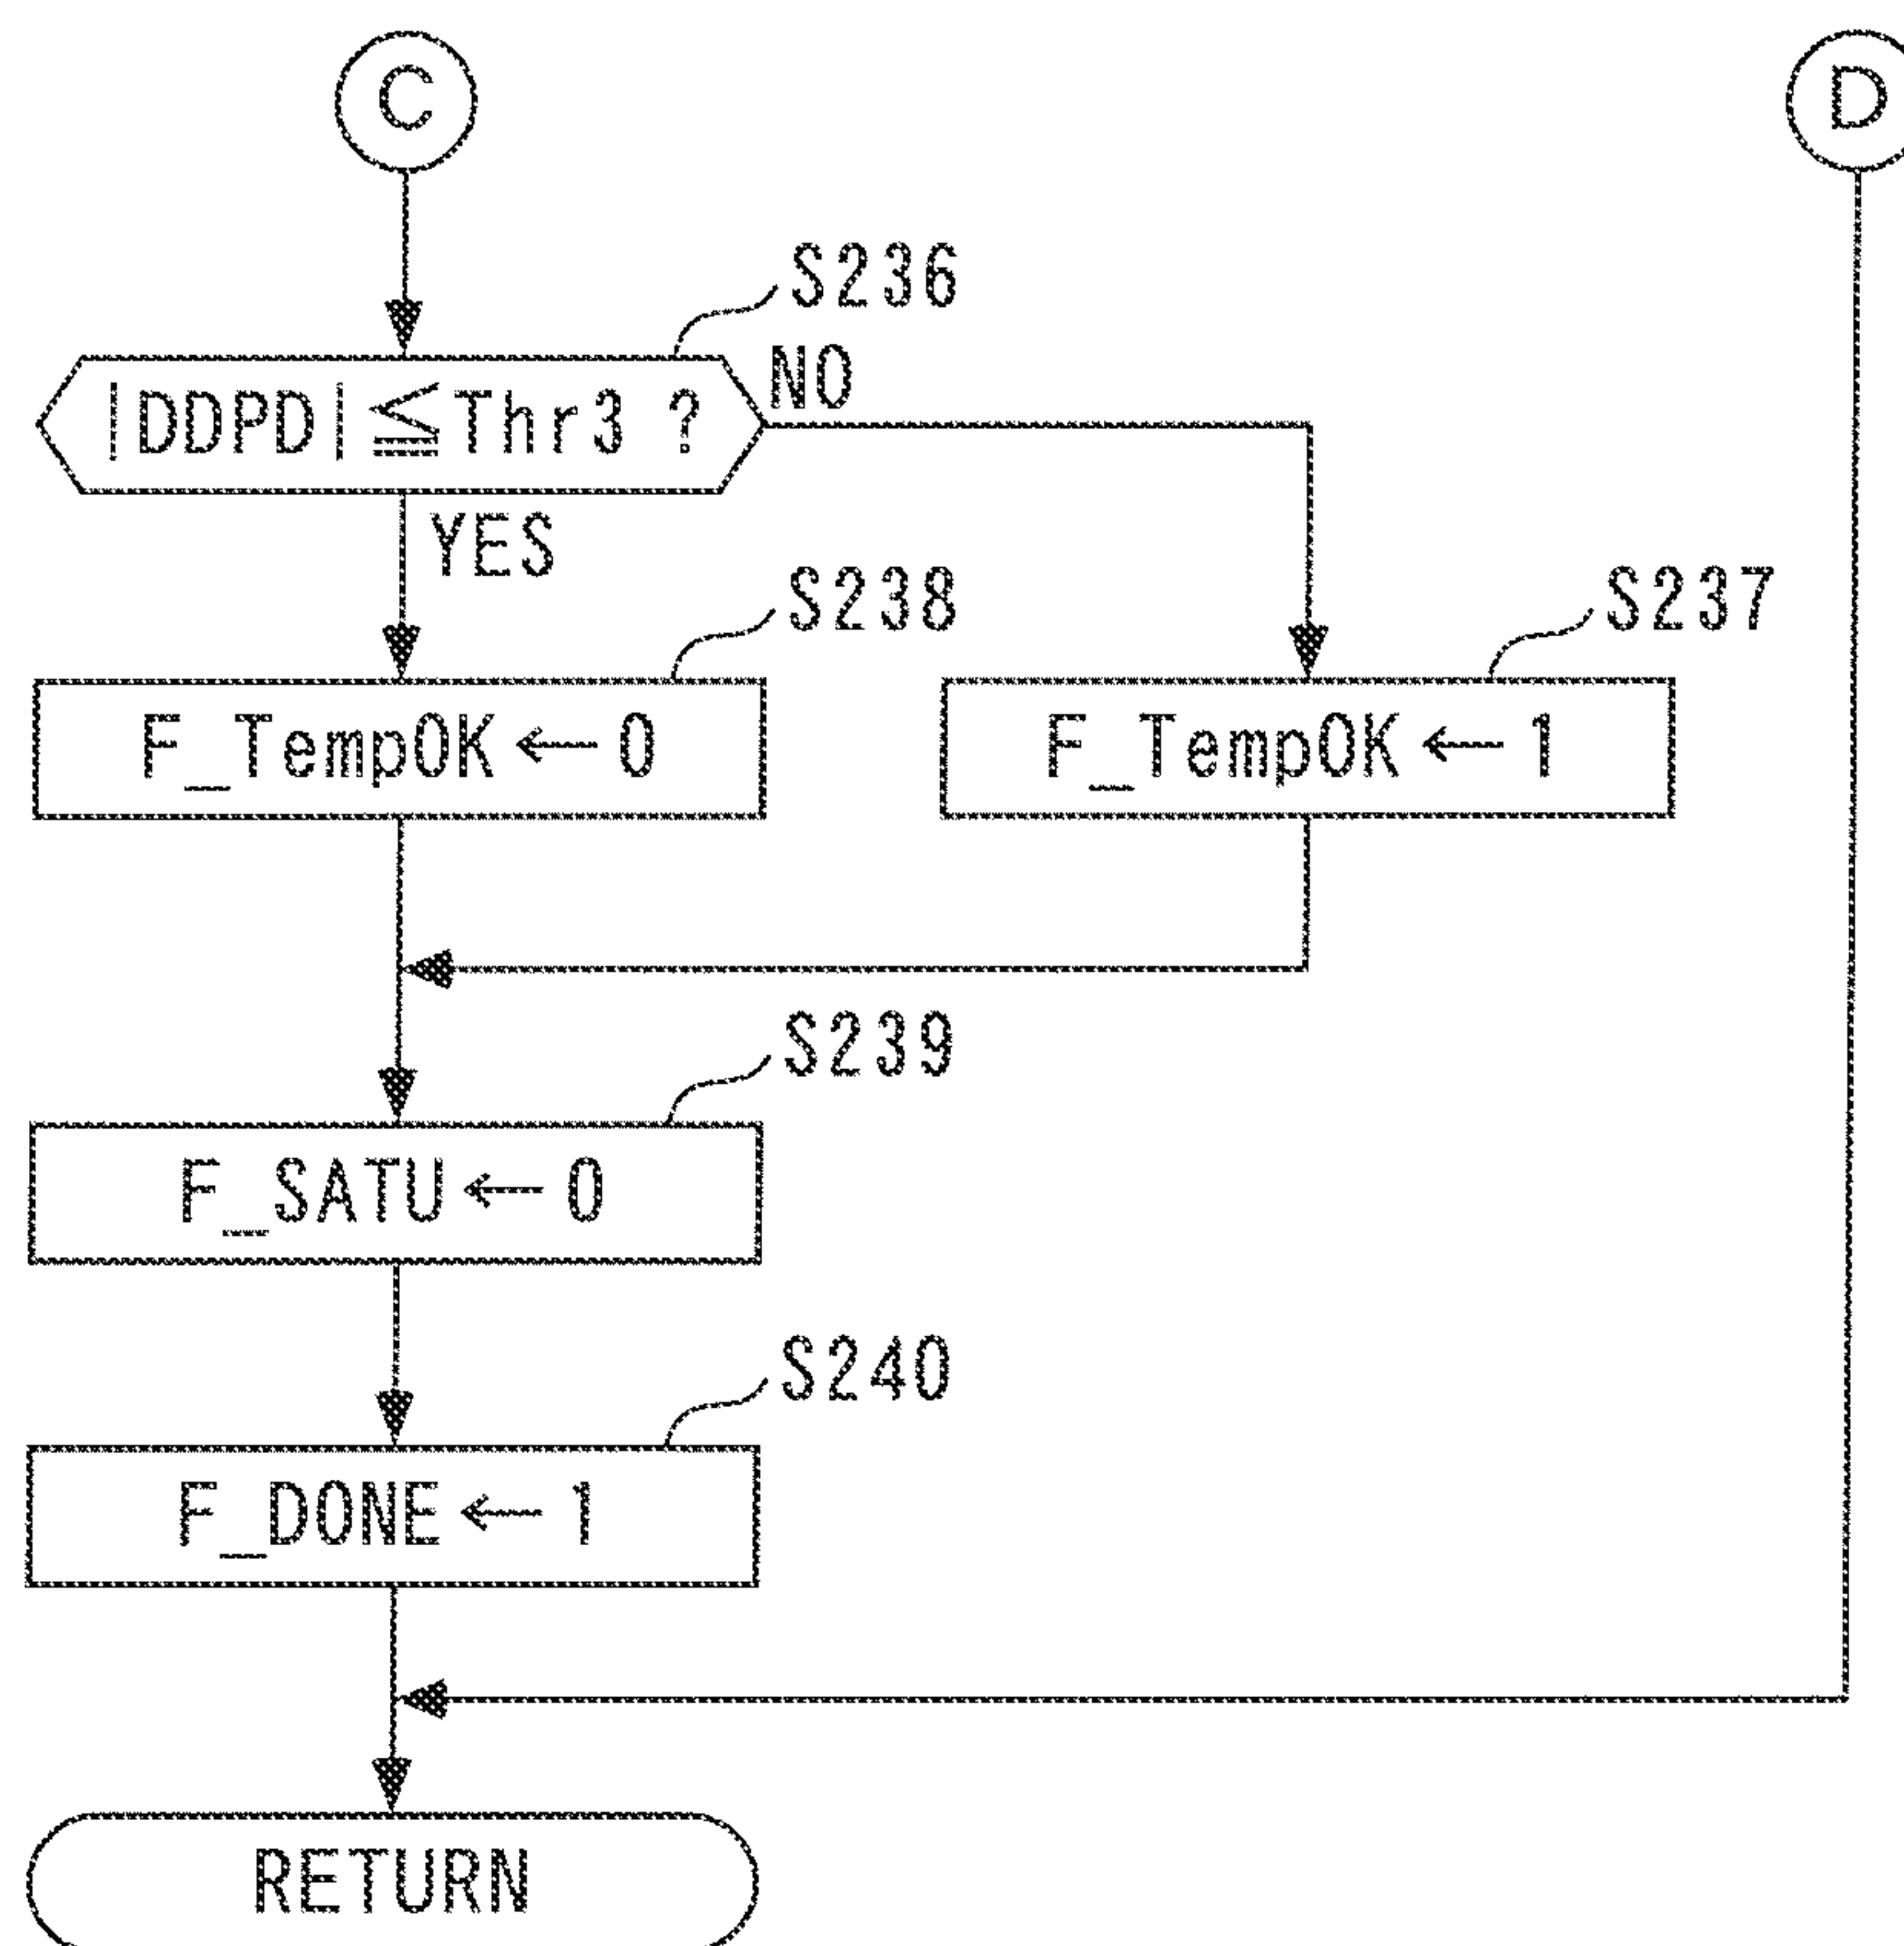 C
D
S236
|DDPD|≦Thr3 ?
NO
YES
S238
S237
F_TempOK←0
F_TempOK←1
S239
F_SATU←0
S240
F_DONE←1
RETURN